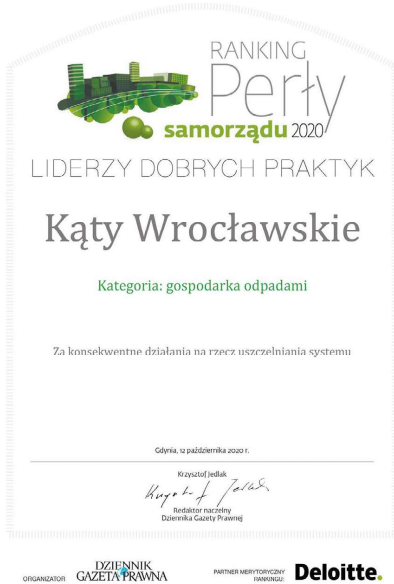 RANKING
Perły
samorządu 2020
LIDERZY DOBRYCH PRAKTYK
Kąty Wrocławskie
Kategoria: gospodarka odpadami
Za konsekwentne działania na rzecz uszczelniania systemu
Gdynia, 12 października 2020 r.
Krzysztof Jedlak
Krzysztof Jedlak
Redaktor naczelny
Dziennika Gazety Prawnej
ORGANIZATOR
DZIENNIK
GAZETA PRAWNA
PARTNER MERYTORYCZNY
RANKINGU:
Deloitte.